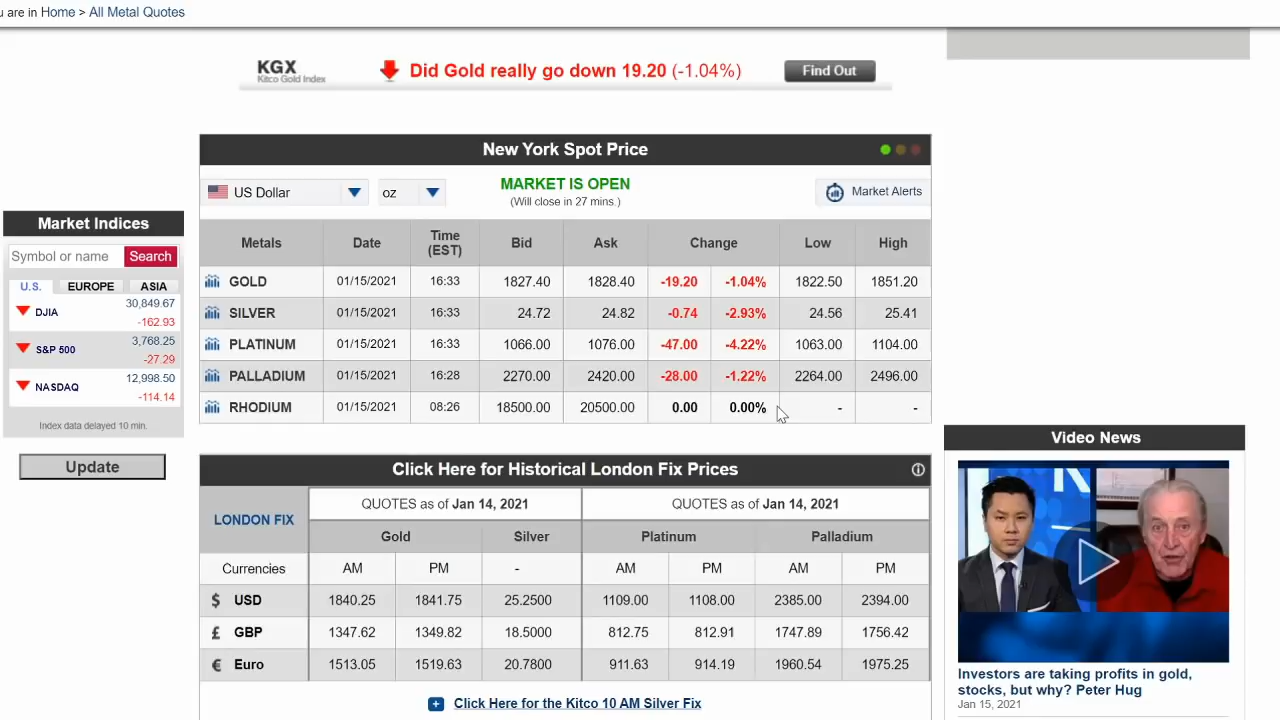 u are in Home > All Metal Quotes
KGX
Kitco Gold Index
Did Gold really go down 19.20 (-1.04%)
Find Out
New York Spot Price
US Dollar
oz
MARKET IS OPEN
(Will close in 27 mins.)
Market Alerts
Metals Date Time (EST) Bid Ask Change Low High
GOLD 01/15/2021 16:33 1827.40 1828.40 -19.20 -1.04% 1822.50 1851.20
SILVER 01/15/2021 16:33 24.72 24.82 -0.74 -2.93% 24.56 25.41
PLATINUM 01/15/2021 16:33 1066.00 1076.00 -47.00 -4.22% 1063.00 1104.00
PALLADIUM 01/15/2021 16:28 2270.00 2420.00 -28.00 -1.22% 2264.00 2496.00
RHODIUM 01/15/2021 08:26 18500.00 20500.00 0.00 0.00% - -
Market Indices
Symbol or name Search
U.S. EUROPE ASIA
DJIA 30,849.67
-162.93
S&P 500 3,768.25
-27.29
NASDAQ 12,998.50
-114.14
Index data delayed 10 min.
Update
Click Here for Historical London Fix Prices
LONDON FIX
QUOTES as of Jan 14, 2021 QUOTES as of Jan 14, 2021
Gold Silver Platinum Palladium
Currencies AM PM - AM PM AM PM
$ USD 1840.25 1841.75 25.2500 1109.00 1108.00 2385.00 2394.00
£ GBP 1347.62 1349.82 18.5000 812.75 812.91 1747.89 1756.42
€ Euro 1513.05 1519.63 20.7800 911.63 914.19 1960.54 1975.25
Click Here for the Kitco 10 AM Silver Fix
Video News
Investors are taking profits in gold,
stocks, but why? Peter Hug
Jan 15, 2021